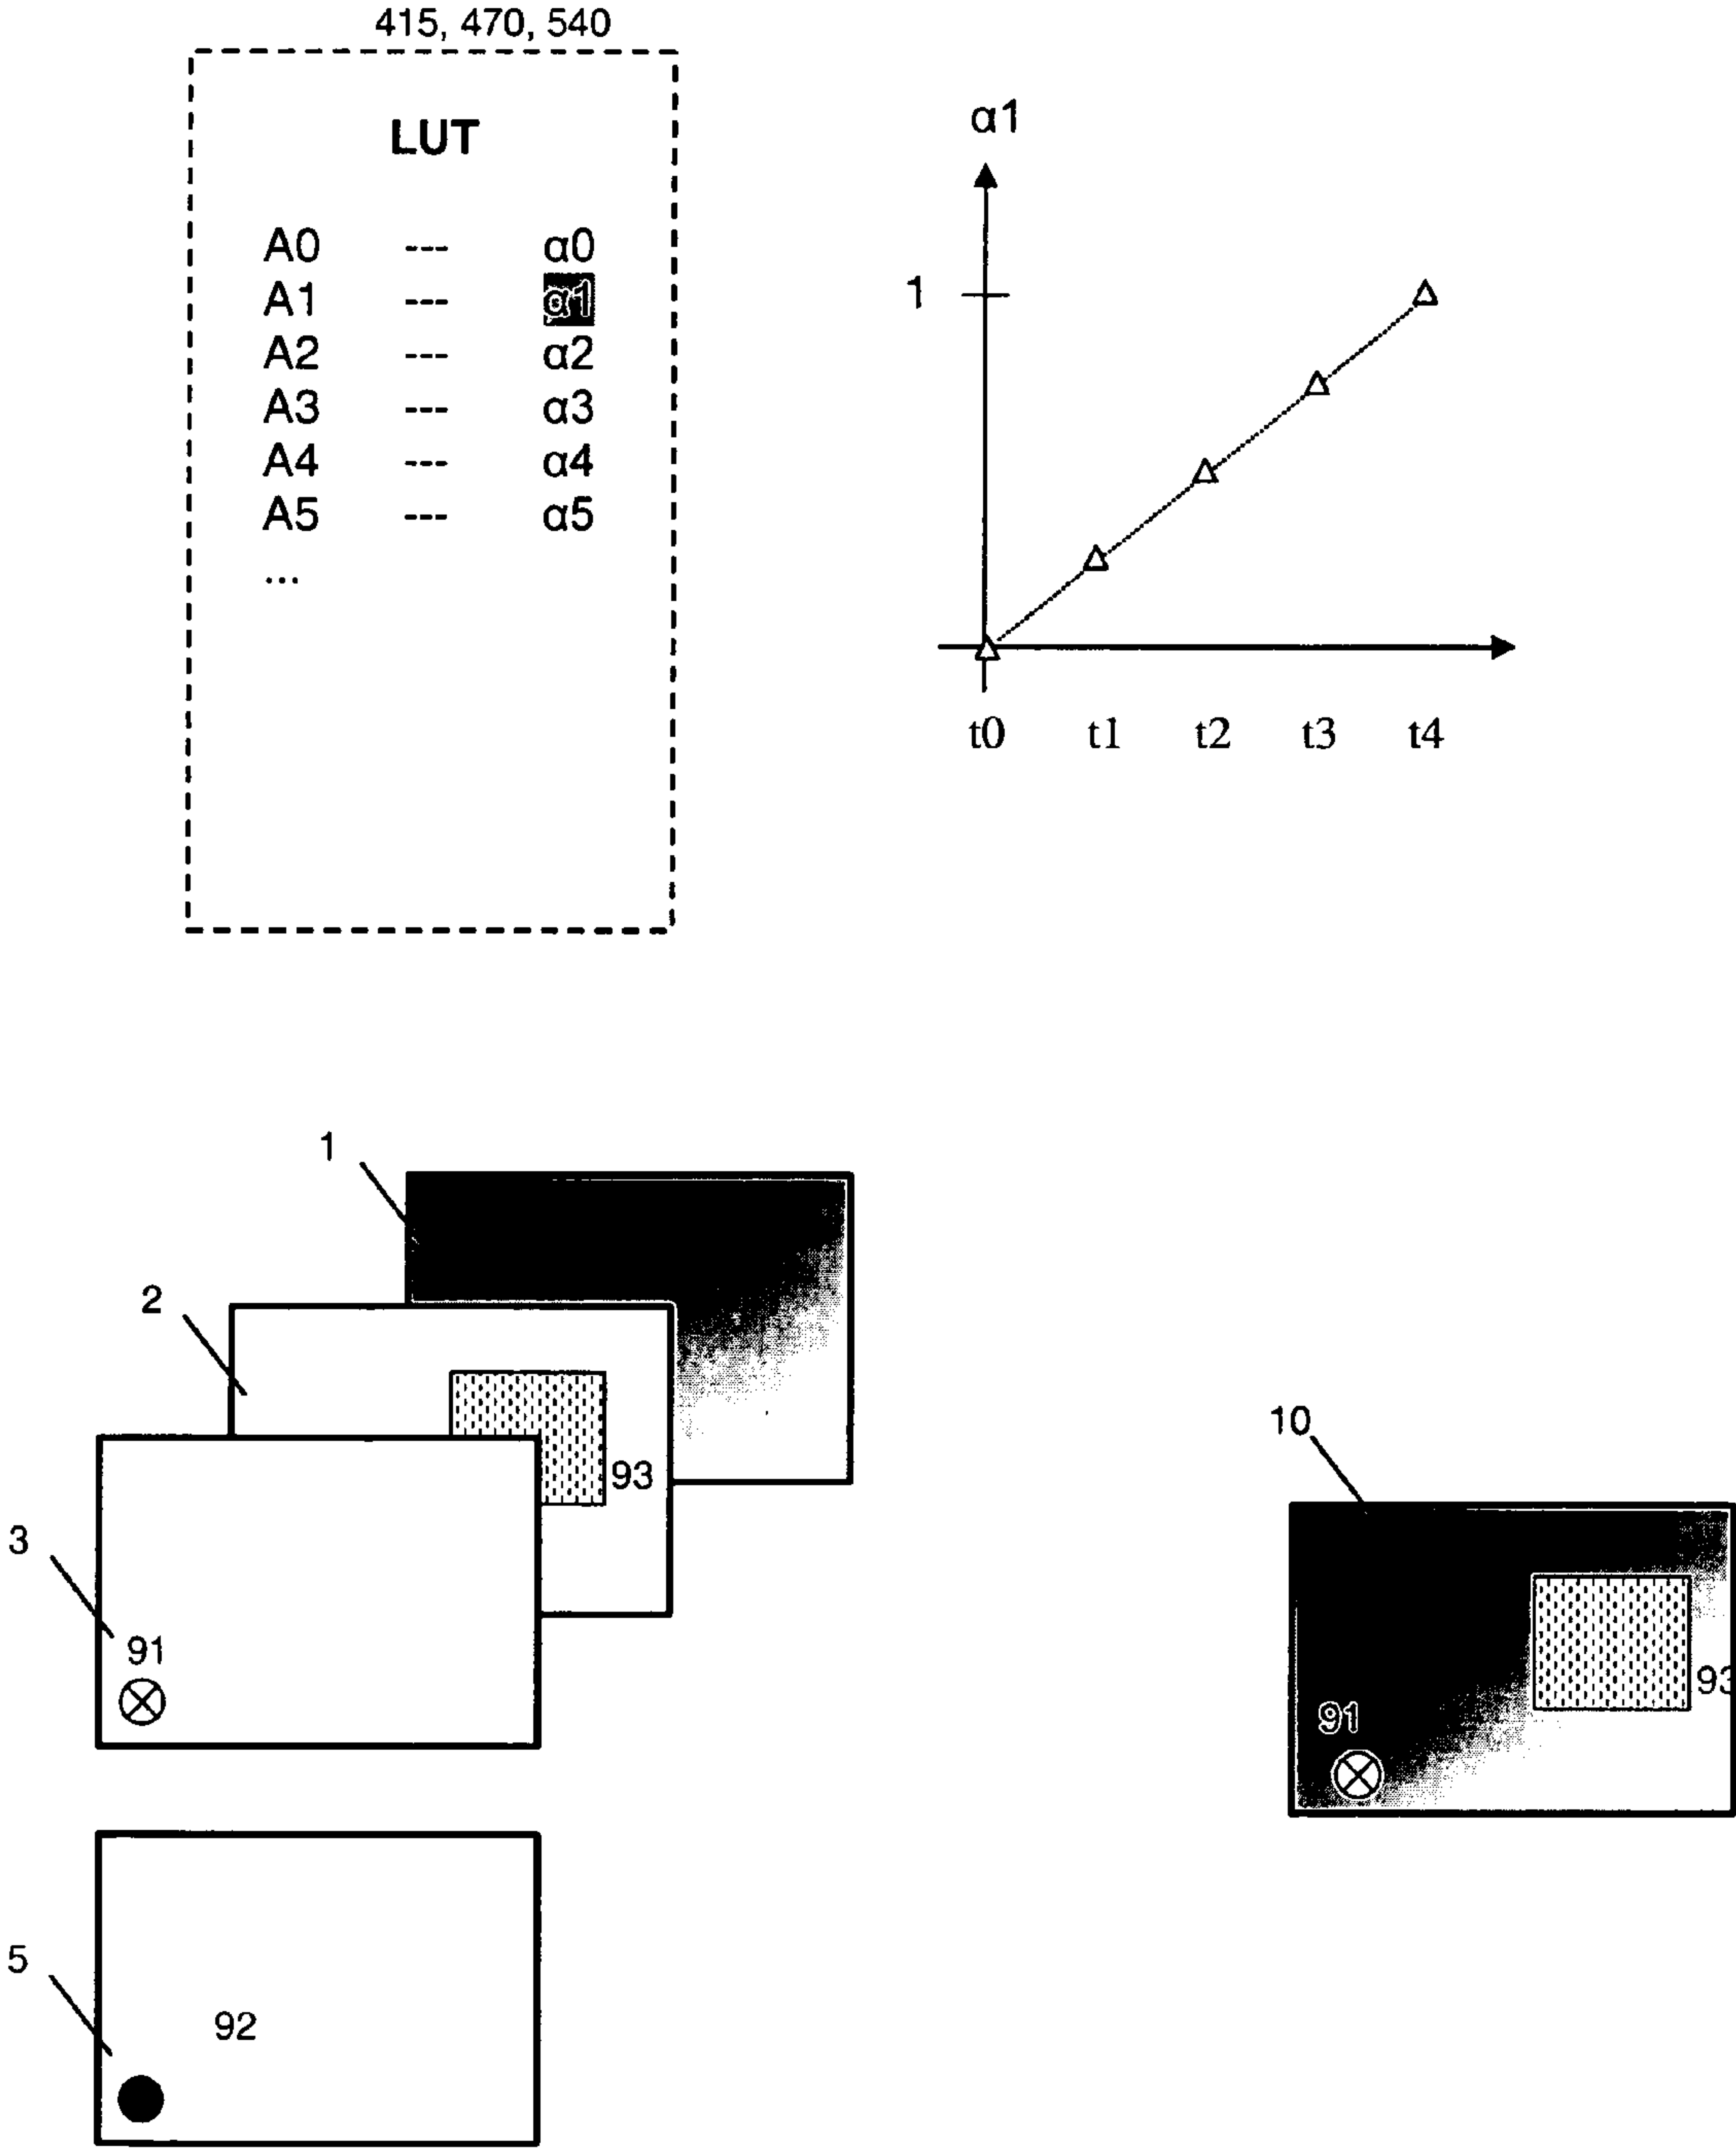 415, 470, 540
LUT
A0 --- α0
A1 --- α1
A2 --- α2
A3 --- α3
A4 --- α4
A5 --- α5
...
α1
1
t0 t1 t2 t3 t4
1
2
93
3
91
10
93
91
5
92